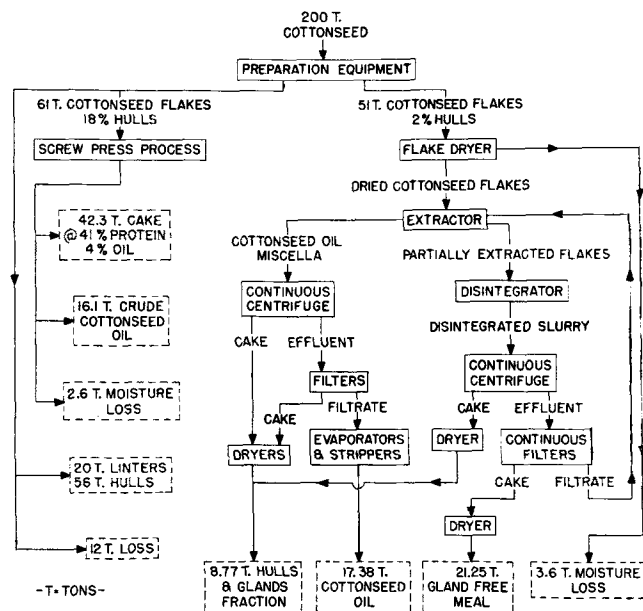 200 T.
COTTONSEED
PREPARATION EQUIPMENT
61 T. COTTONSEED FLAKES
18% HULLS
51 T. COTTONSEED FLAKES
2% HULLS
SCREW PRESS PROCESS
FLAKE DRYER
DRIED COTTONSEED FLAKES
42.3 T. CAKE
@ 41% PROTEIN
4% OIL
EXTRACTOR
COTTONSEED OIL
MISCELLA
PARTIALLY EXTRACTED FLAKES
CONTINUOUS
CENTRIFUGE
DISINTEGRATOR
16.1 T. CRUDE
COTTONSEED
OIL
DISINTEGRATED SLURRY
CAKE
EFFLUENT
CONTINUOUS
CENTRIFUGE
FILTERS
2.6 T. MOISTURE
LOSS
CAKE
FILTRATE
CAKE
EFFLUENT
DRYERS
EVAPORATORS
& STRIPPERS
DRYER
CONTINUOUS
FILTERS
20 T. LINTERS
56 T. HULLS
CAKE
FILTRATE
DRYER
12 T. LOSS
8.77 T. HULLS
& GLANDS
FRACTION
17.38 T.
COTTONSEED
OIL
21.25 T.
GLAND FREE
MEAL
3.6 T. MOISTURE
LOSS
-T=TONS-